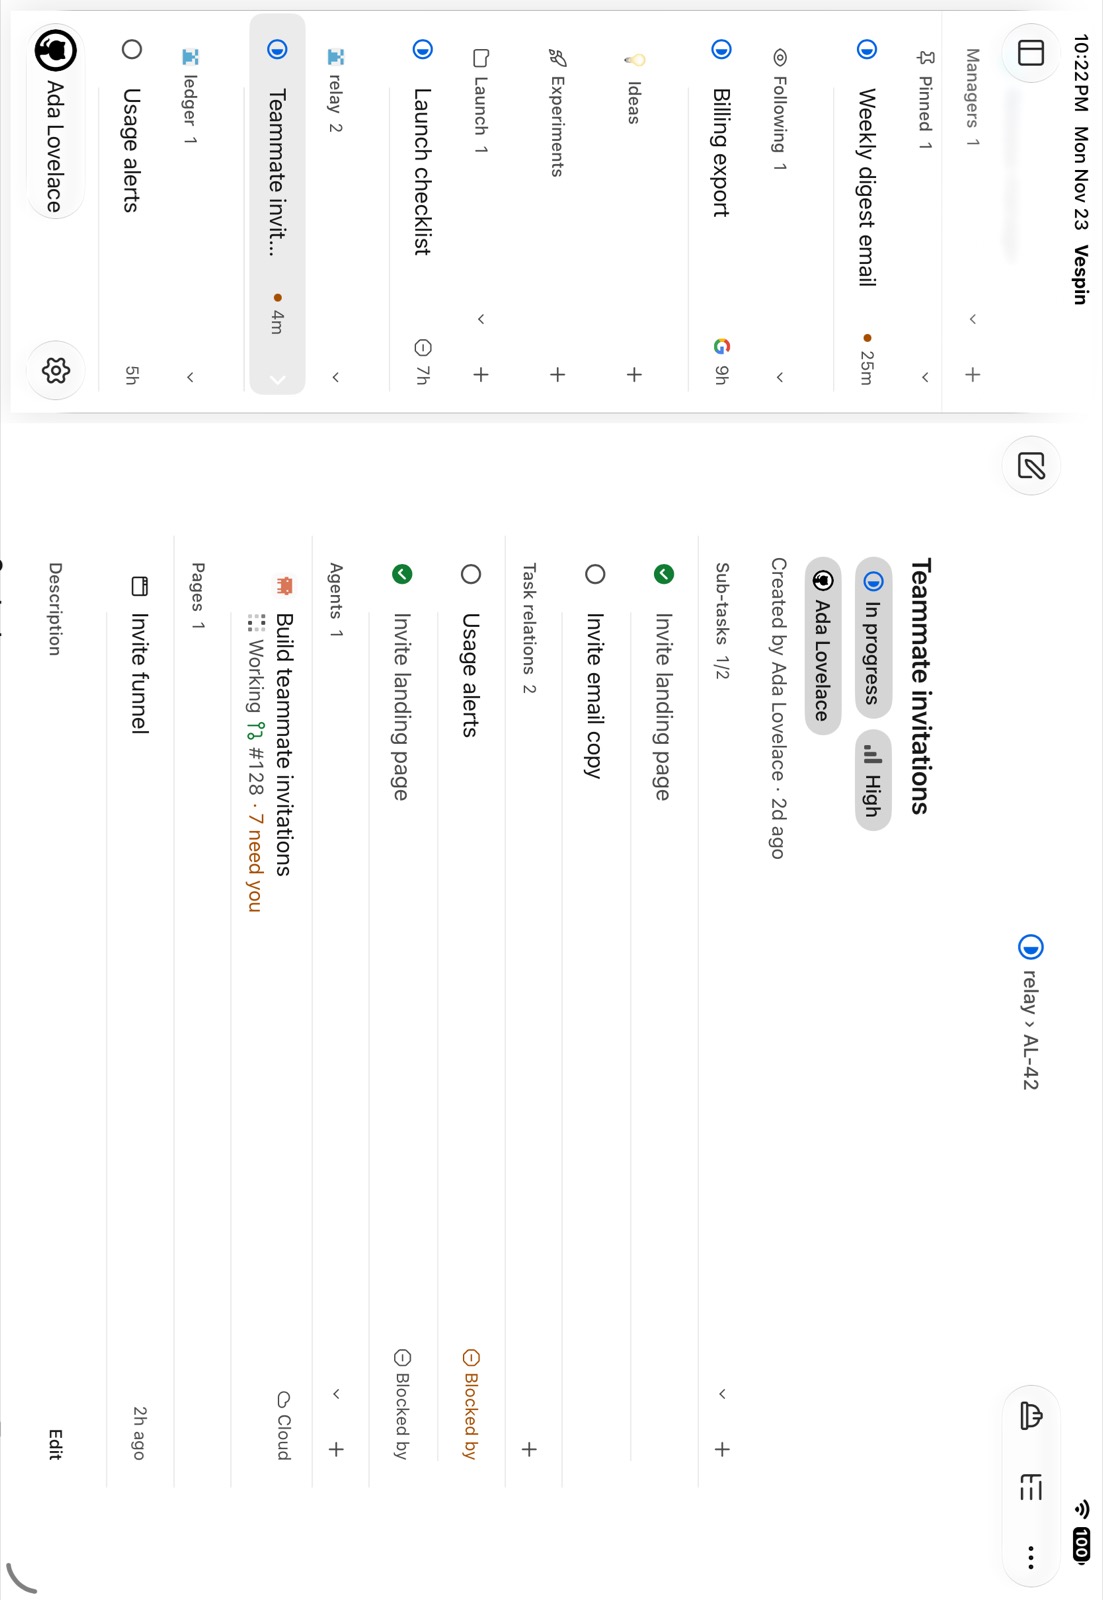 10:22 PM Mon Nov 23 Vespin
100
relay › AL-42
Managers 1
Pinned 1
Weekly digest email 25m
Following 1
Billing export 9h
Ideas
Experiments
Launch 1
Launch checklist 7h
relay 2
Teammate invit... 4m
ledger 1
Usage alerts 5h
Ada Lovelace
Teammate invitations
In progress High
Ada Lovelace
Created by Ada Lovelace · 2d ago
Sub-tasks 1/2
Invite landing page
Invite email copy
Task relations 2
Usage alerts Blocked by
Invite landing page Blocked by
Agents 1
Build teammate invitations Cloud
Working #128 · 7 need you
Pages 1
Invite funnel 2h ago
Description Edit